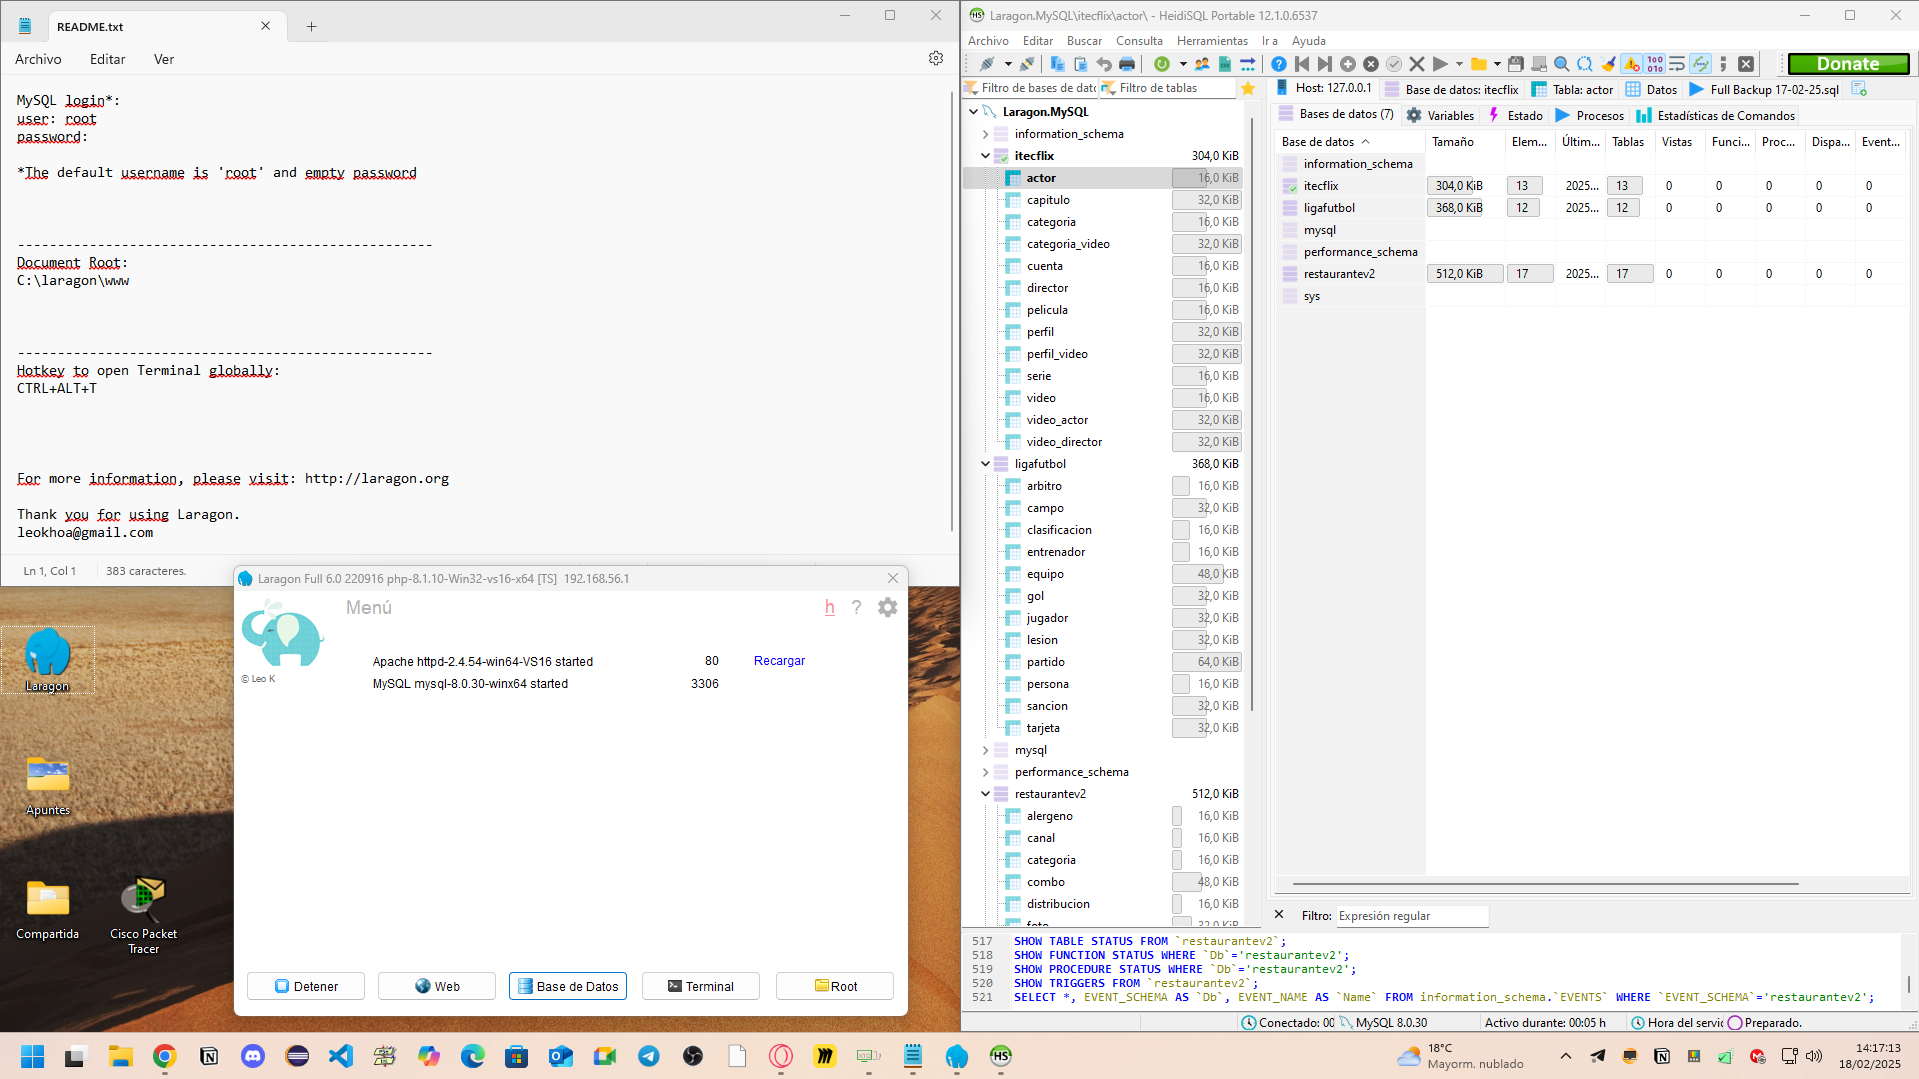 README.txt
Archivo Editar Ver
MySQL login*:
user: root
password:
*The default username is 'root' and empty password
----------------------------------------------------
Document Root:
C:\laragon\www
----------------------------------------------------
Hotkey to open Terminal globally:
CTRL+ALT+T
For more information, please visit: http://laragon.org
Thank you for using Laragon.
leokhoa@gmail.com
Ln 1, Col 1 383 caracteres.
Laragon Full 6.0 220916 php-8.1.10-Win32-vs16-x64 [TS] 192.168.56.1
Menú h ?
© Leo K
Apache httpd-2.4.54-win64-VS16 started 80 Recargar
MySQL mysql-8.0.30-winx64 started 3306
Detener Web Base de Datos Terminal Root
Laragon
Apuntes
Compartida
Cisco Packet Tracer
Laragon.MySQL\itecflix\actor\ - HeidiSQL Portable 12.1.0.6537
Archivo Editar Buscar Consulta Herramientas Ir a Ayuda
Donate
Filtro de bases de dato Filtro de tablas
Laragon.MySQL
information_schema
itecflix 304,0 KiB
actor 16,0 KiB
capitulo 32,0 KiB
categoria 16,0 KiB
categoria_video 32,0 KiB
cuenta 16,0 KiB
director 16,0 KiB
pelicula 16,0 KiB
perfil 32,0 KiB
perfil_video 32,0 KiB
serie 16,0 KiB
video 16,0 KiB
video_actor 32,0 KiB
video_director 32,0 KiB
ligafutbol 368,0 KiB
arbitro 16,0 KiB
campo 32,0 KiB
clasificacion 16,0 KiB
entrenador 16,0 KiB
equipo 48,0 KiB
gol 32,0 KiB
jugador 32,0 KiB
lesion 32,0 KiB
partido 64,0 KiB
persona 16,0 KiB
sancion 32,0 KiB
tarjeta 32,0 KiB
mysql
performance_schema
restaurantev2 512,0 KiB
alergeno 16,0 KiB
canal 16,0 KiB
categoria 16,0 KiB
combo 48,0 KiB
distribucion 16,0 KiB
Host: 127.0.0.1 Base de datos: itecflix Tabla: actor Datos Full Backup 17-02-25.sql
Bases de datos (7) Variables Estado Procesos Estadísticas de Comandos
Base de datos Tamaño Elem... Últim... Tablas Vistas Funci... Proc... Dispa... Event...
information_schema
itecflix 304,0 KiB 13 2025... 13 0 0 0 0 0
ligafutbol 368,0 KiB 12 2025... 12 0 0 0 0 0
mysql
performance_schema
restaurantev2 512,0 KiB 17 2025... 17 0 0 0 0 0
sys
Filtro: Expresión regular
517 SHOW TABLE STATUS FROM `restaurantev2`;
518 SHOW FUNCTION STATUS WHERE `Db`='restaurantev2';
519 SHOW PROCEDURE STATUS WHERE `Db`='restaurantev2';
520 SHOW TRIGGERS FROM `restaurantev2`;
521 SELECT *, EVENT_SCHEMA AS `Db`, EVENT_NAME AS `Name` FROM information_schema.`EVENTS` WHERE `EVENT_SCHEMA`='restaurantev2';
Conectado: 00 MySQL 8.0.30 Activo durante: 00:05 h Hora del servic Preparado.
18°C
Mayorm. nublado
14:17:13
18/02/2025